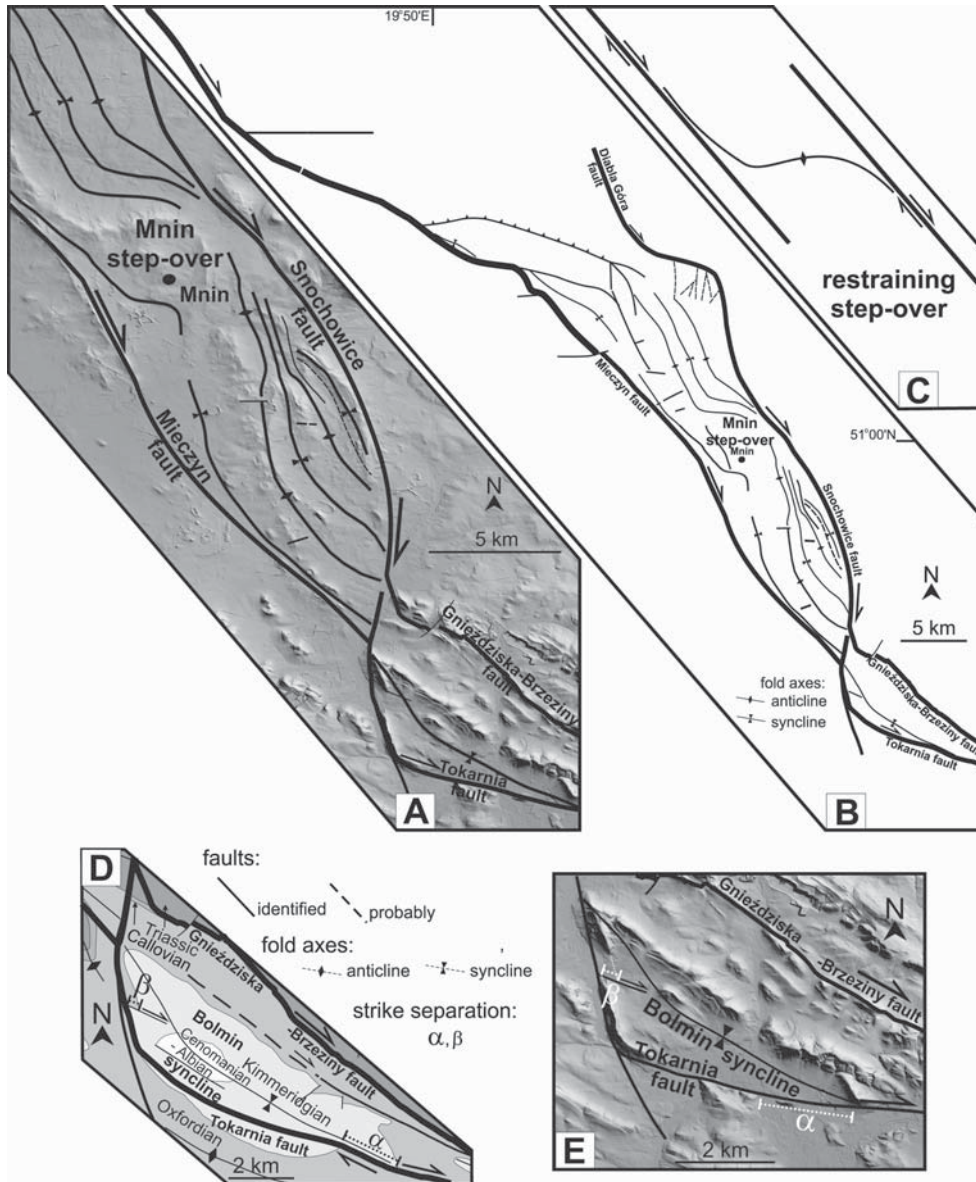 19°50'E
Mnin
step-over
Mnin
Snochowice
fault
Mieczyn
fault
N
5 km
Gnieździska-Brzeziny
fault
Tokarnia
fault
A
Diabla Góra
fault
Mieczyn fault
Mnin
step-over
Mnin
Snochowice fault
51°00'N
N
5 km
fold axes:
anticline
syncline
Gnieździska-Brzeziny fault
Tokarnia fault
B
restraining
step-over
C
D
faults:
identified
probably
fold axes:
anticline
syncline
strike separation:
α, β
Triassic
Callovian
Gnieździska
-Brzeziny fault
β
N
Bolmin
Cenomanian
- Albian
Kimmeridgian
syncline
Tokarnia fault
Oxfordian
α
2 km
Gnieździska
-Brzeziny fault
N
β
Bolmin
syncline
Tokarnia
fault
α
E
2 km